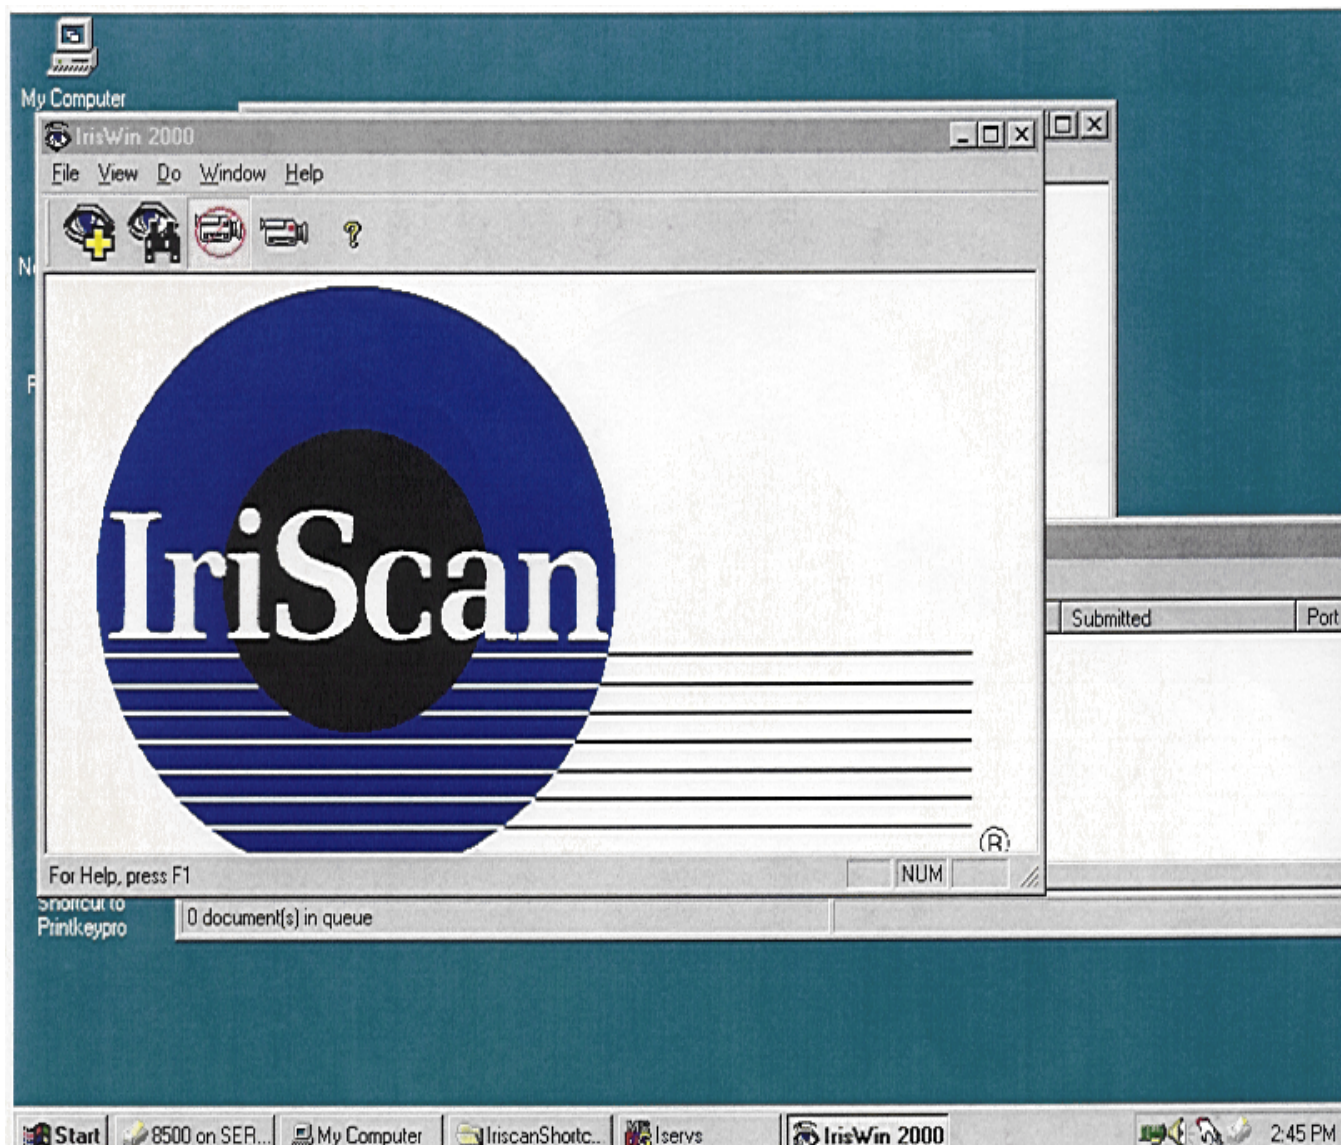 My Computer
IrisWin 2000
File View Do Window Help
IriScan
®
Submitted Port
For Help, press F1 NUM
Shortcut to
Printkeypro
0 document(s) in queue
Start 8500 on SER... My Computer IriscanShortc... Iservs IrisWin 2000 2:45 PM